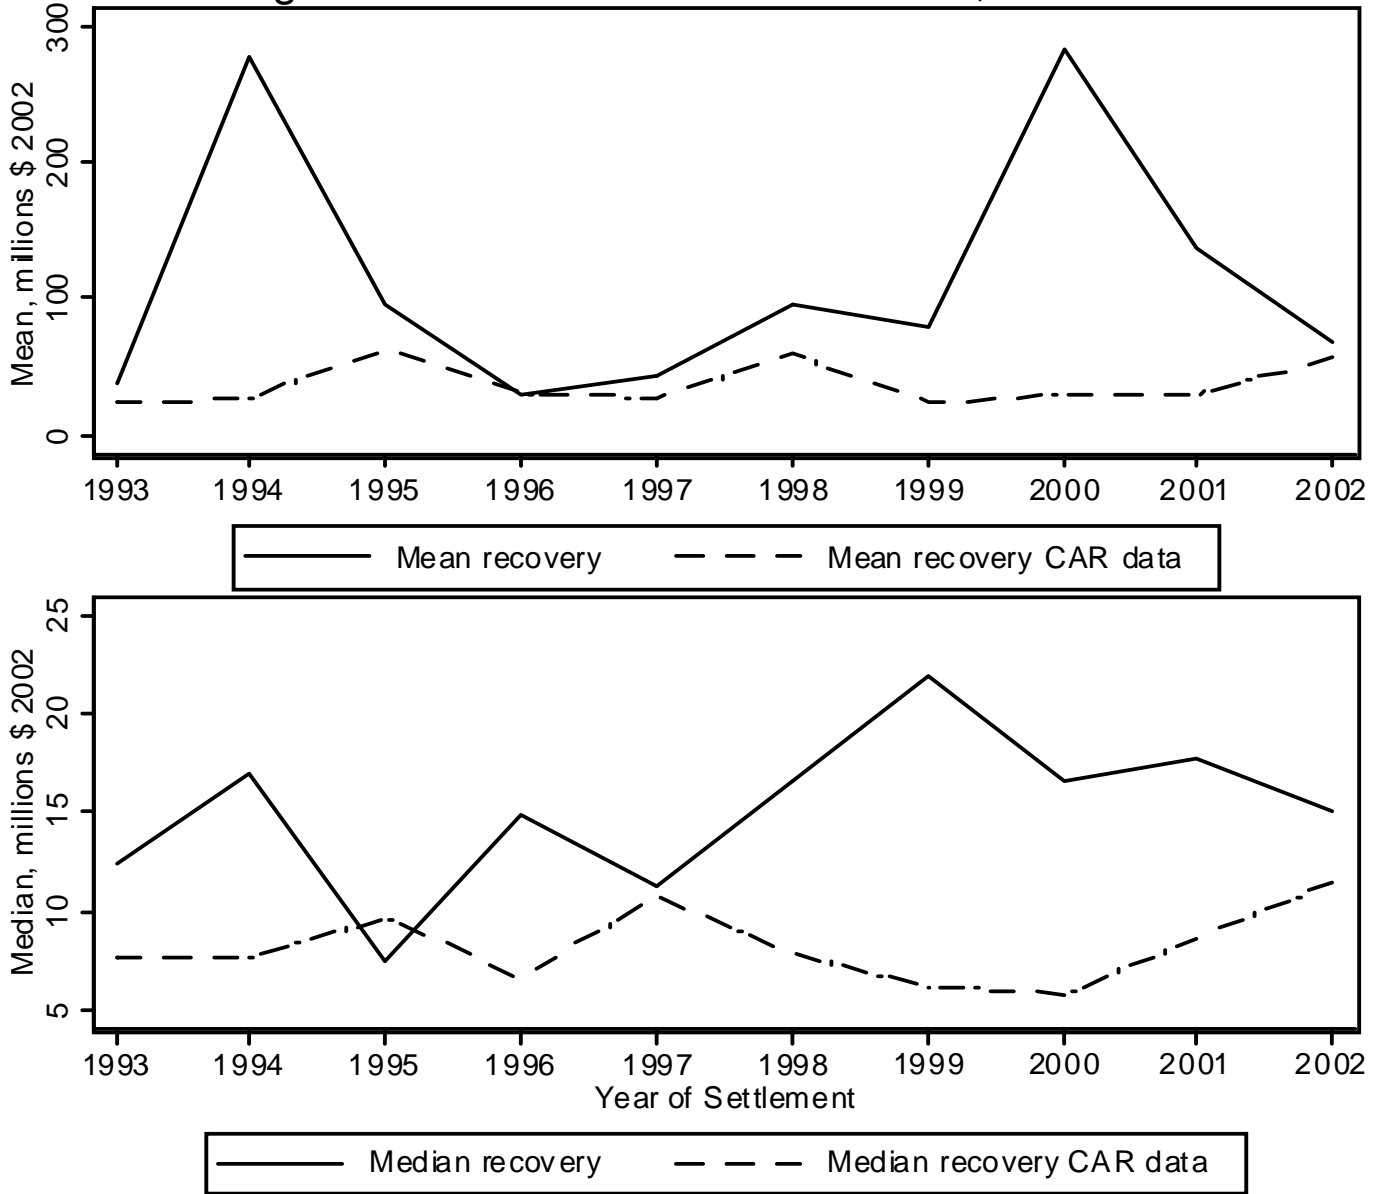 Mean, millions $ 2002
300
200
100
0
1993 1994 1995 1996 1997 1998 1999 2000 2001 2002
Mean recovery Mean recovery CAR data
Median, millions $ 2002
25
20
15
10
5
1993 1994 1995 1996 1997 1998 1999 2000 2001 2002
Year of Settlement
Median recovery Median recovery CAR data